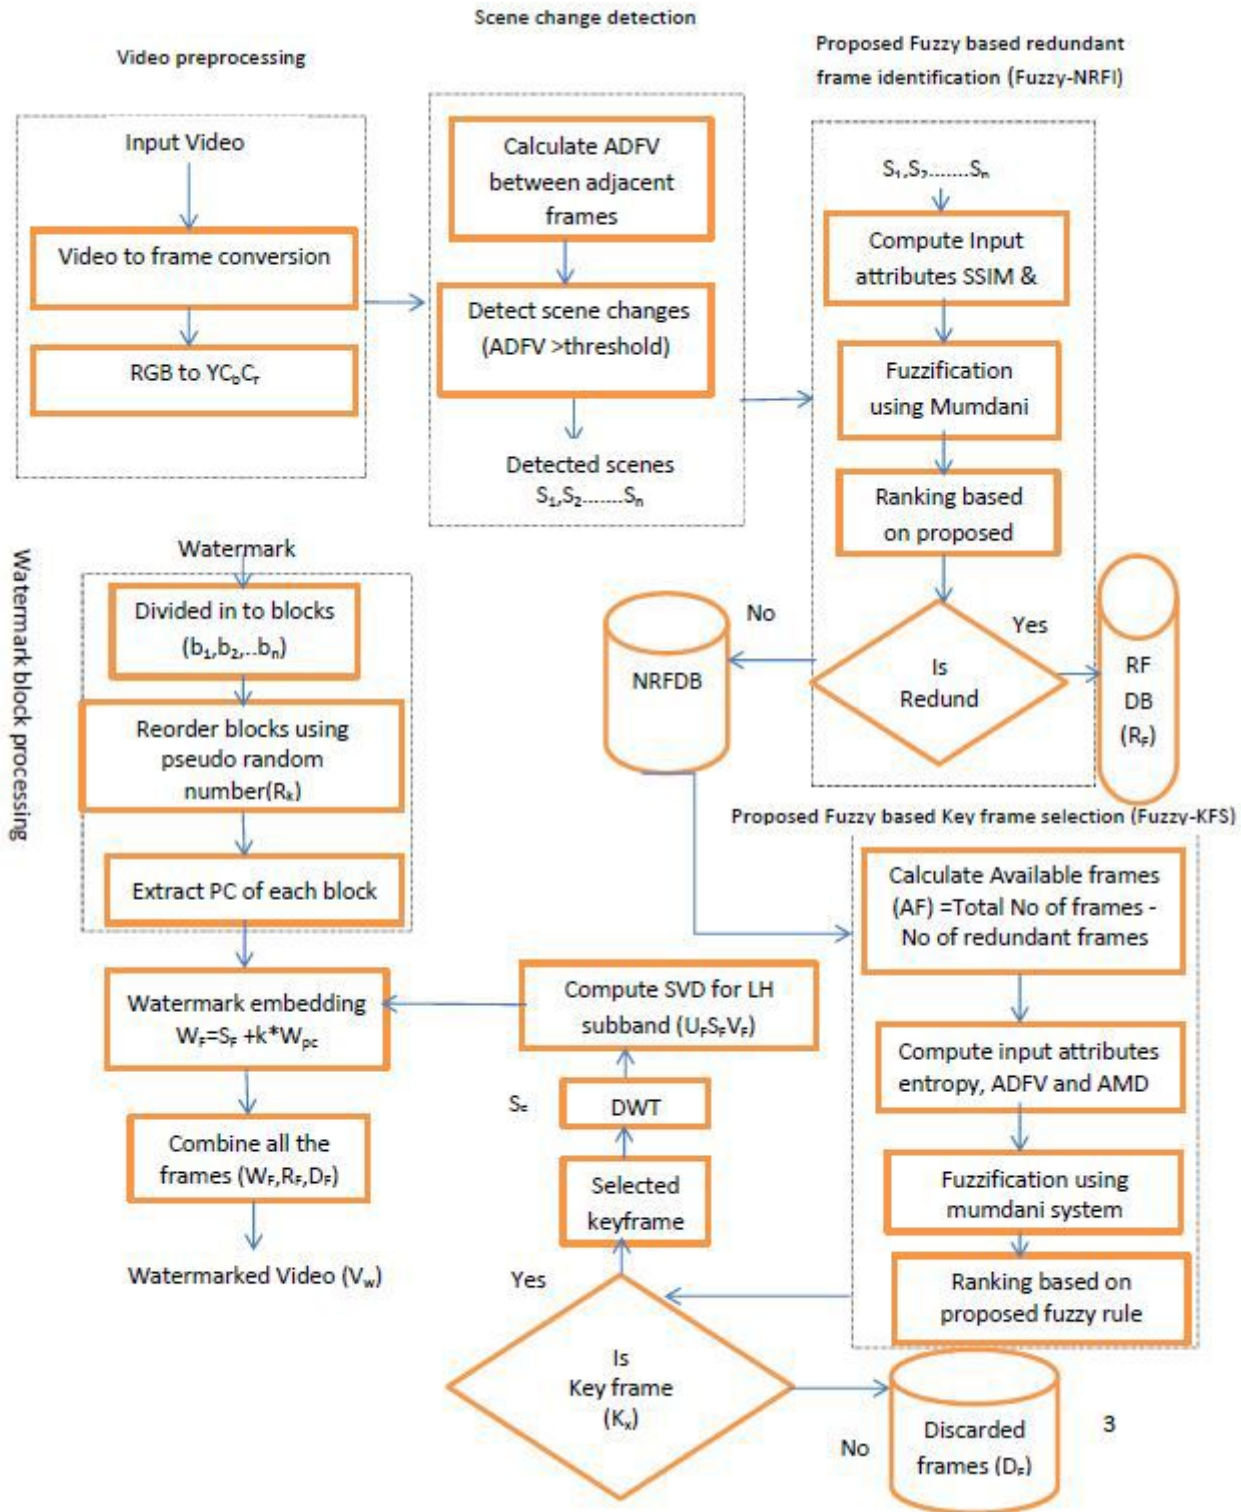 Scene change detection
Video preprocessing
Proposed Fuzzy based redundant
frame identification (Fuzzy-NRFI)
Input Video
Video to frame conversion
RGB to YCbCr
Calculate ADFV
between adjacent
frames
Detect scene changes
(ADFV >threshold)
Detected scenes
S₁,S₂.......Sₙ
S₁,S₂.......Sₙ
Compute Input
attributes SSIM &
Fuzzification
using Mumdani
Ranking based
on proposed
Is
Redund
No
Yes
NRFDB
RF
DB
(R_F)
Watermark block processing
Watermark
Divided in to blocks
(b₁,b₂,..bₙ)
Reorder blocks using
pseudo random
number(Rₖ)
Extract PC of each block
Watermark embedding
W_F=S_F +k*W_pc
Combine all the
frames (W_F,R_F,D_F)
Watermarked Video (V_w)
Proposed Fuzzy based Key frame selection (Fuzzy-KFS)
Calculate Available frames
(AF) =Total No of frames -
No of redundant frames
Compute input attributes
entropy, ADFV and AMD
Fuzzification using
mumdani system
Ranking based on
proposed fuzzy rule
Compute SVD for LH
subband (U_FS_FV_F)
S_F
DWT
Selected
keyframe
Yes
Is
Key frame
(Kₓ)
No
Discarded
frames (D_F)
3